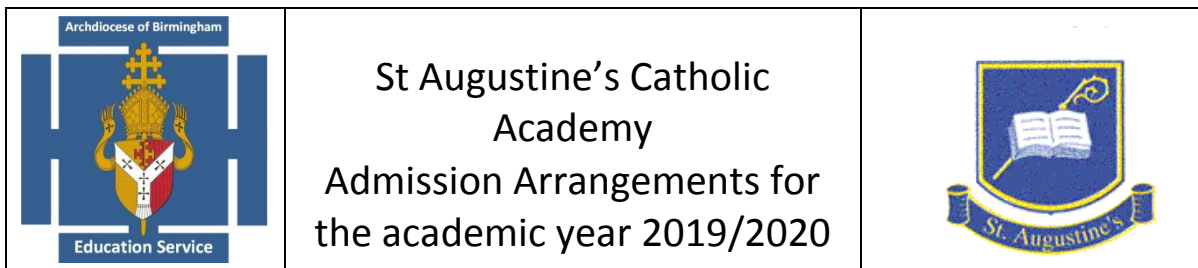 Archdiocese of Birmingham
Education Service
St Augustine’s Catholic
Academy
Admission Arrangements for
the academic year 2019/2020
St. Augustine's